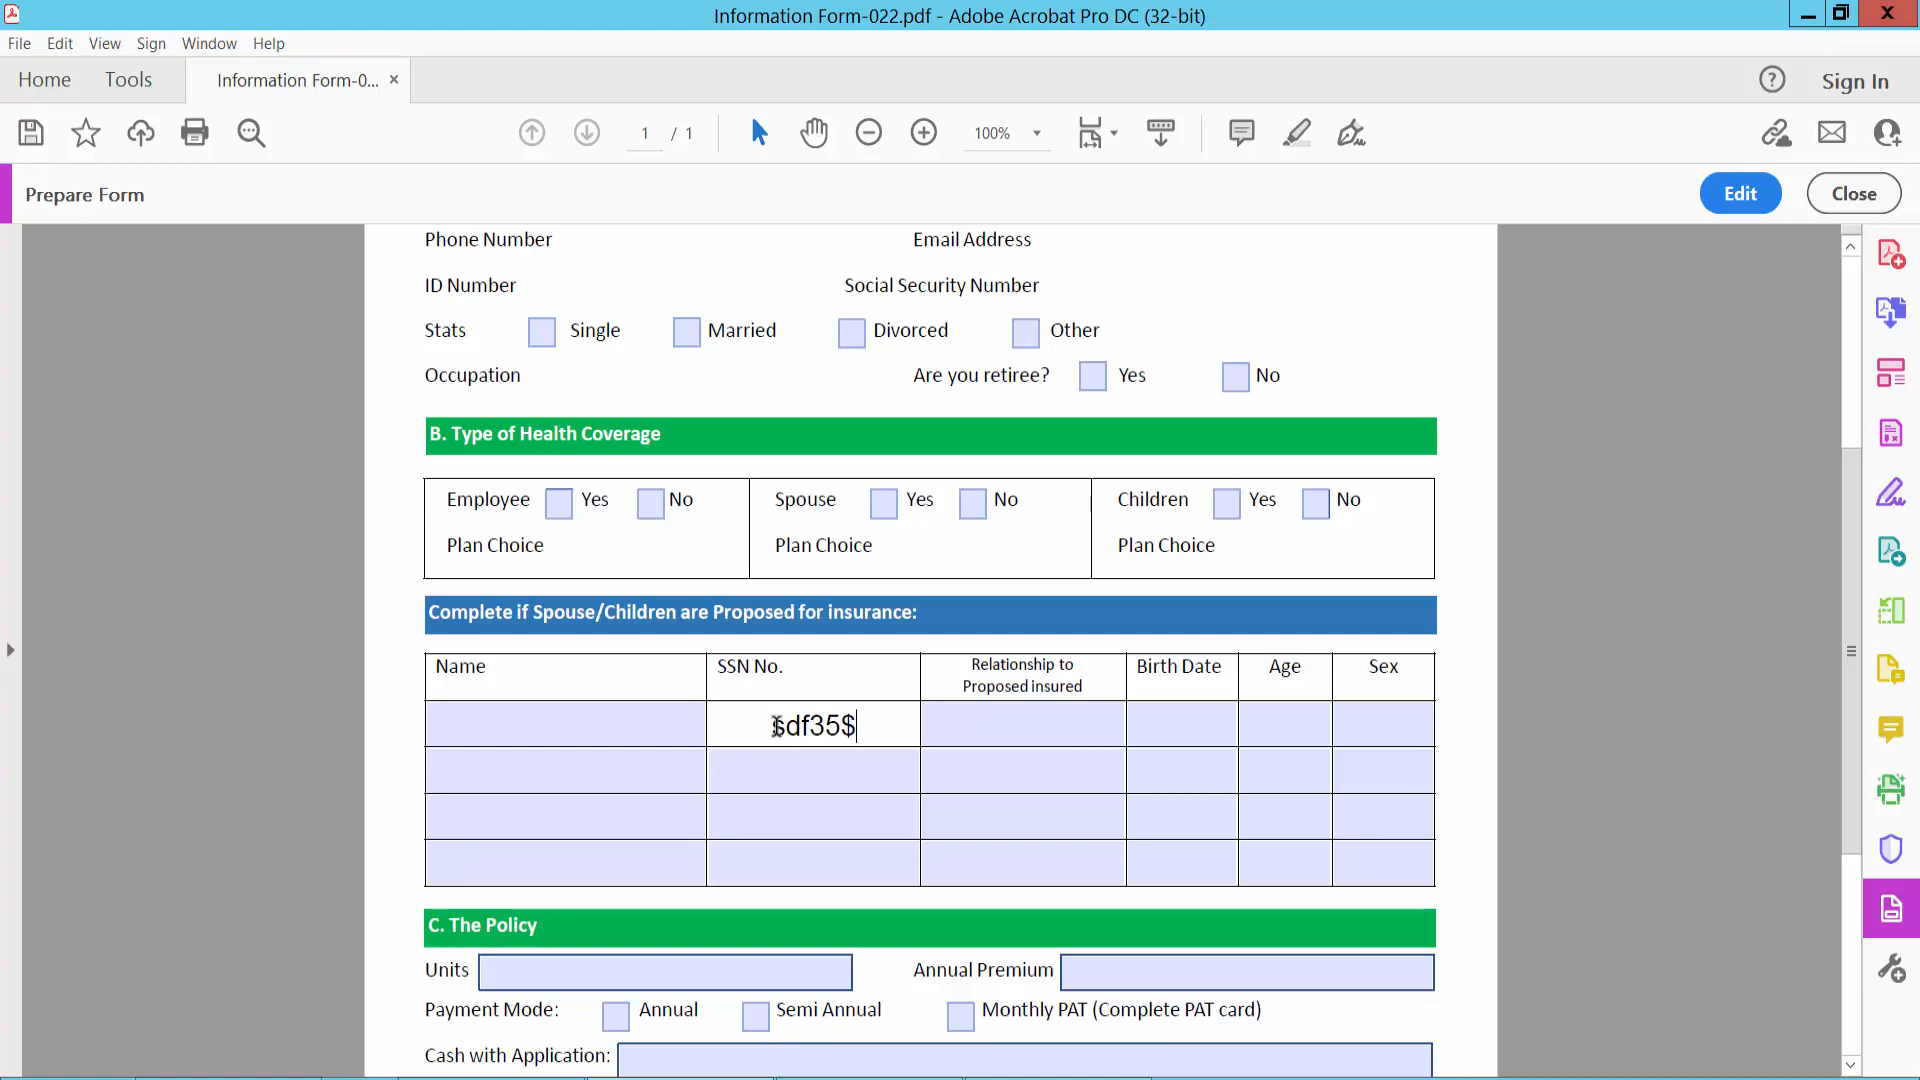 Information Form-022.pdf - Adobe Acrobat Pro DC (32-bit)
File Edit View Sign Window Help
Home Tools Information Form-0... × Sign In
1 / 1 100%
Prepare Form Edit Close
Phone Number Email Address
ID Number Social Security Number
Stats Single Married Divorced Other
Occupation Are you retiree? Yes No
B. Type of Health Coverage
Employee Yes No Spouse Yes No Children Yes No
Plan Choice Plan Choice Plan Choice
Complete if Spouse/Children are Proposed for insurance:
Name SSN No. Relationship to Proposed insured Birth Date Age Sex
sdf35$
C. The Policy
Units Annual Premium
Payment Mode: Annual Semi Annual Monthly PAT (Complete PAT card)
Cash with Application: